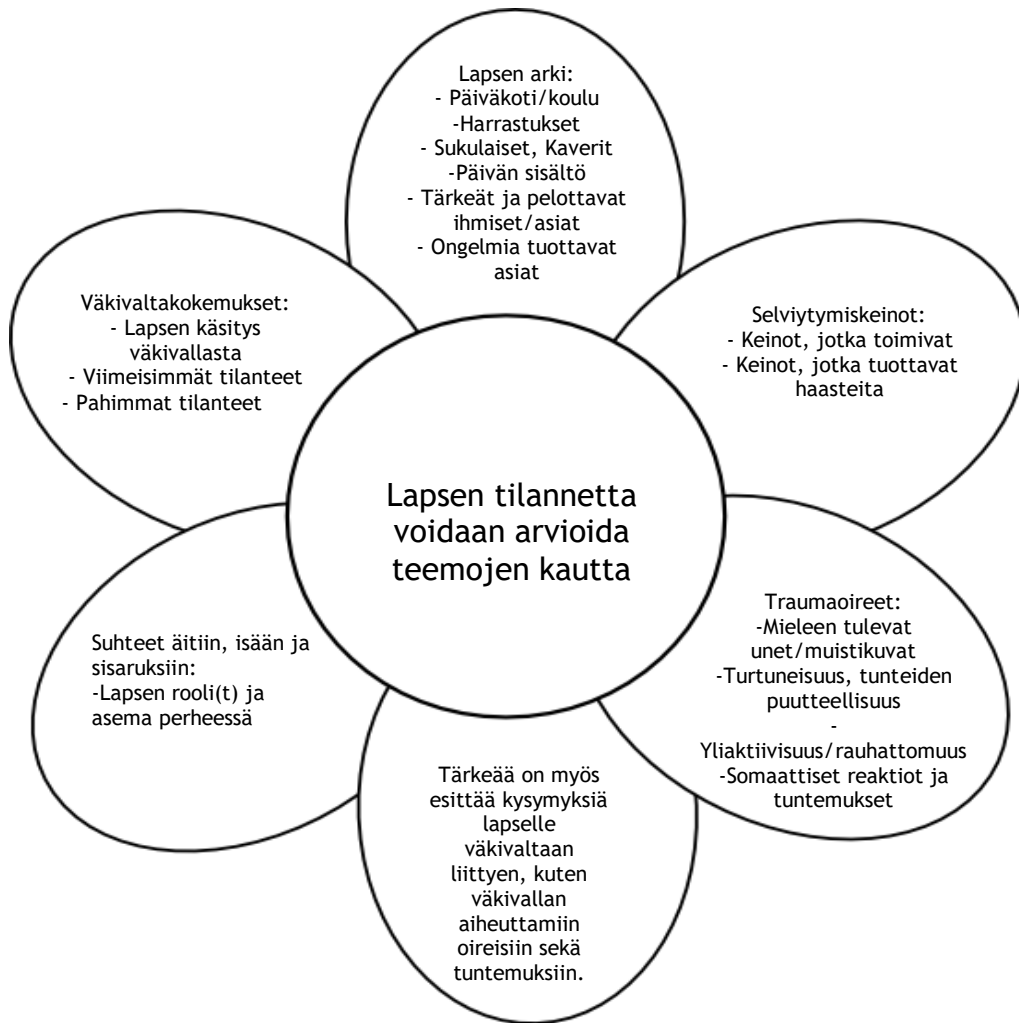 Lapsen arki:
- Päiväkoti/koulu
-Harrastukset
- Sukulaiset, Kaverit
-Päivän sisältö
- Tärkeät ja pelottavat
ihmiset/asiat
- Ongelmia tuottavat
asiat
Väkivaltakokemukset:
- Lapsen käsitys
väkivallasta
- Viimeisimmät tilanteet
- Pahimmat tilanteet
Selviytymiskeinot:
- Keinot, jotka toimivat
- Keinot, jotka tuottavat
haasteita
Lapsen tilannetta
voidaan arvioida
teemojen kautta
Suhteet äitiin, isään ja
sisaruksiin:
-Lapsen rooli(t) ja
asema perheessä
Traumaoireet:
-Mieleen tulevat
unet/muistikuvat
-Turtuneisuus, tunteiden
puutteellisuus
-
Yliaktiivisuus/rauhattomuus
-Somaattiset reaktiot ja
tuntemukset
Tärkeää on myös
esittää kysymyksiä
lapselle
väkivaltaan
liittyen, kuten
väkivallan
aiheuttamiin
oireisiin sekä
tuntemuksiin.